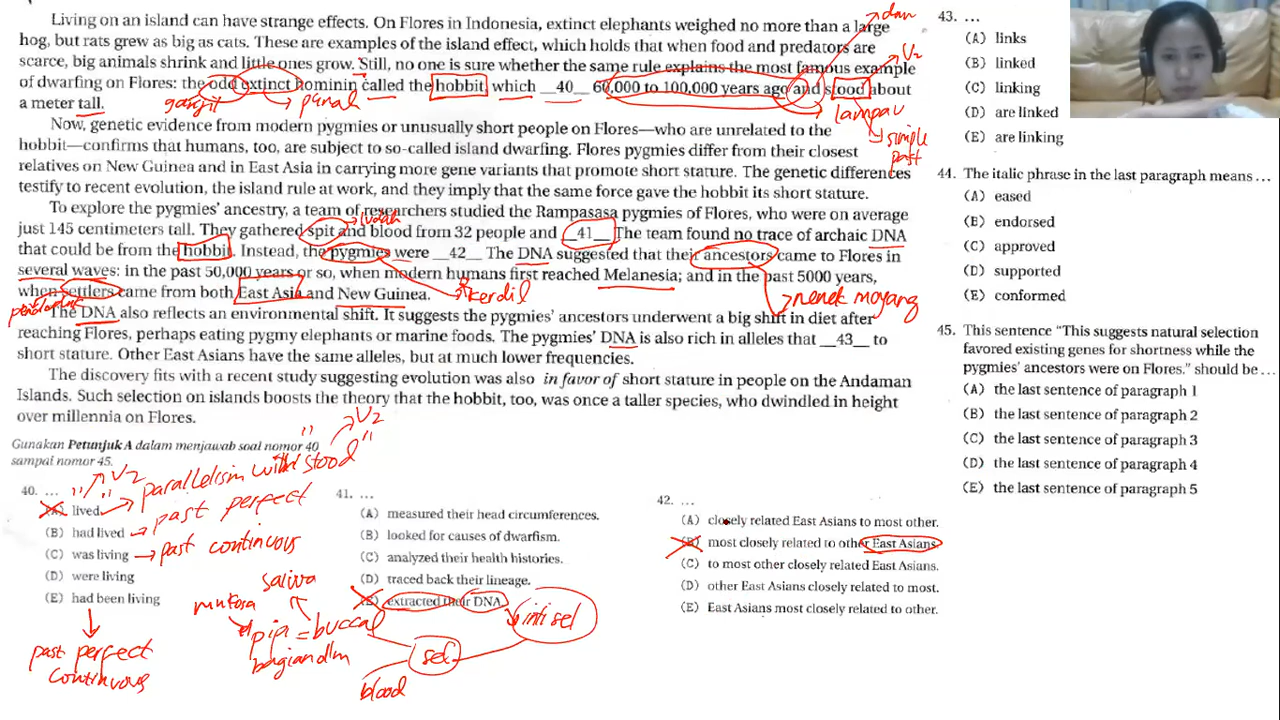 Living on an island can have strange effects. On Flores in Indonesia, extinct elephants weighed no more than a large
hog, but rats grew as big as cats. These are examples of the island effect, which holds that when food and predators are
scarce, big animals shrink and little ones grow. Still, no one is sure whether the same rule explains the most famous example
of dwarfing on Flores: the odd extinct hominin called the hobbit which __40__ 60,000 to 100,000 years ago and stood about
a meter tall.
dan
V2
ganjil
punah
lampau
simple
past
Now, genetic evidence from modern pygmies or unusually short people on Flores—who are unrelated to the
hobbit—confirms that humans, too, are subject to so-called island dwarfing. Flores pygmies differ from their closest
relatives on New Guinea and in East Asia in carrying more gene variants that promote short stature. The genetic differences
testify to recent evolution, the island rule at work, and they imply that the same force gave the hobbit its short stature.
To explore the pygmies' ancestry, a team of researchers studied the Rampasasa pygmies of Flores, who were on average
just 145 centimeters tall. They gathered spit and blood from 32 people and __41__ The team found no trace of archaic DNA
that could be from the hobbit. Instead, the pygmies were __42__ The DNA suggested that their ancestors came to Flores in
several waves: in the past 50,000 years or so, when modern humans first reached Melanesia; and in the past 5000 years,
when settlers came from both East Asia and New Guinea.
ludah
kerdil
nenek moyang
The DNA also reflects an environmental shift. It suggests the pygmies' ancestors underwent a big shift in diet after
reaching Flores, perhaps eating pygmy elephants or marine foods. The pygmies' DNA is also rich in alleles that __43__ to
short stature. Other East Asians have the same alleles, but at much lower frequencies.
The discovery fits with a recent study suggesting evolution was also in favor of short stature in people on the Andaman
Islands. Such selection on islands boosts the theory that the hobbit, too, was once a taller species, who dwindled in height
over millennia on Flores.
Gunakan Petunjuk A dalam menjawab soal nomor 40
sampai nomor 45.
40. ...
(A) lived
(B) had lived
(C) was living
(D) were living
(E) had been living
V2
parallelism with "stood"
V2
past perfect
past continuous
past perfect
continuous
41. ...
(A) measured their head circumferences.
(B) looked for causes of dwarfism.
(C) analyzed their health histories.
(D) traced back their lineage.
(E) extracted their DNA.
saliva
mukosa
pipi = buccal
bagian dlm
sel
blood
inti sel
42. ...
(A) closely related East Asians to most other.
(B) most closely related to other East Asians.
(C) to most other closely related East Asians.
(D) other East Asians closely related to most.
(E) East Asians most closely related to other.
43. ...
(A) links
(B) linked
(C) linking
(D) are linked
(E) are linking
44. The italic phrase in the last paragraph means ...
(A) eased
(B) endorsed
(C) approved
(D) supported
(E) conformed
45. This sentence "This suggests natural selection
favored existing genes for shortness while the
pygmies' ancestors were on Flores." should be ...
(A) the last sentence of paragraph 1
(B) the last sentence of paragraph 2
(C) the last sentence of paragraph 3
(D) the last sentence of paragraph 4
(E) the last sentence of paragraph 5